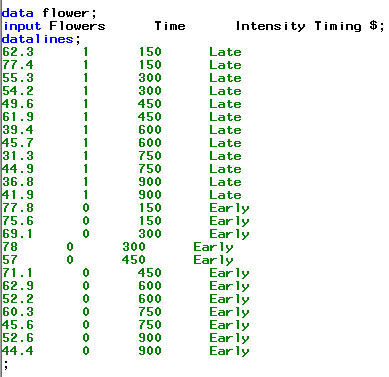 data flower;
input Flowers Time Intensity Timing $;
datalines;
62.3 1 150 Late
77.4 1 150 Late
55.3 1 300 Late
54.2 1 300 Late
49.6 1 450 Late
61.9 1 450 Late
39.4 1 600 Late
45.7 1 600 Late
31.3 1 750 Late
44.9 1 750 Late
36.8 1 900 Late
41.9 1 900 Late
77.8 0 150 Early
75.6 0 150 Early
69.1 0 300 Early
78 0 300 Early
57 0 450 Early
71.1 0 450 Early
62.9 0 600 Early
52.2 0 600 Early
60.3 0 750 Early
45.6 0 750 Early
52.6 0 900 Early
44.4 0 900 Early
;